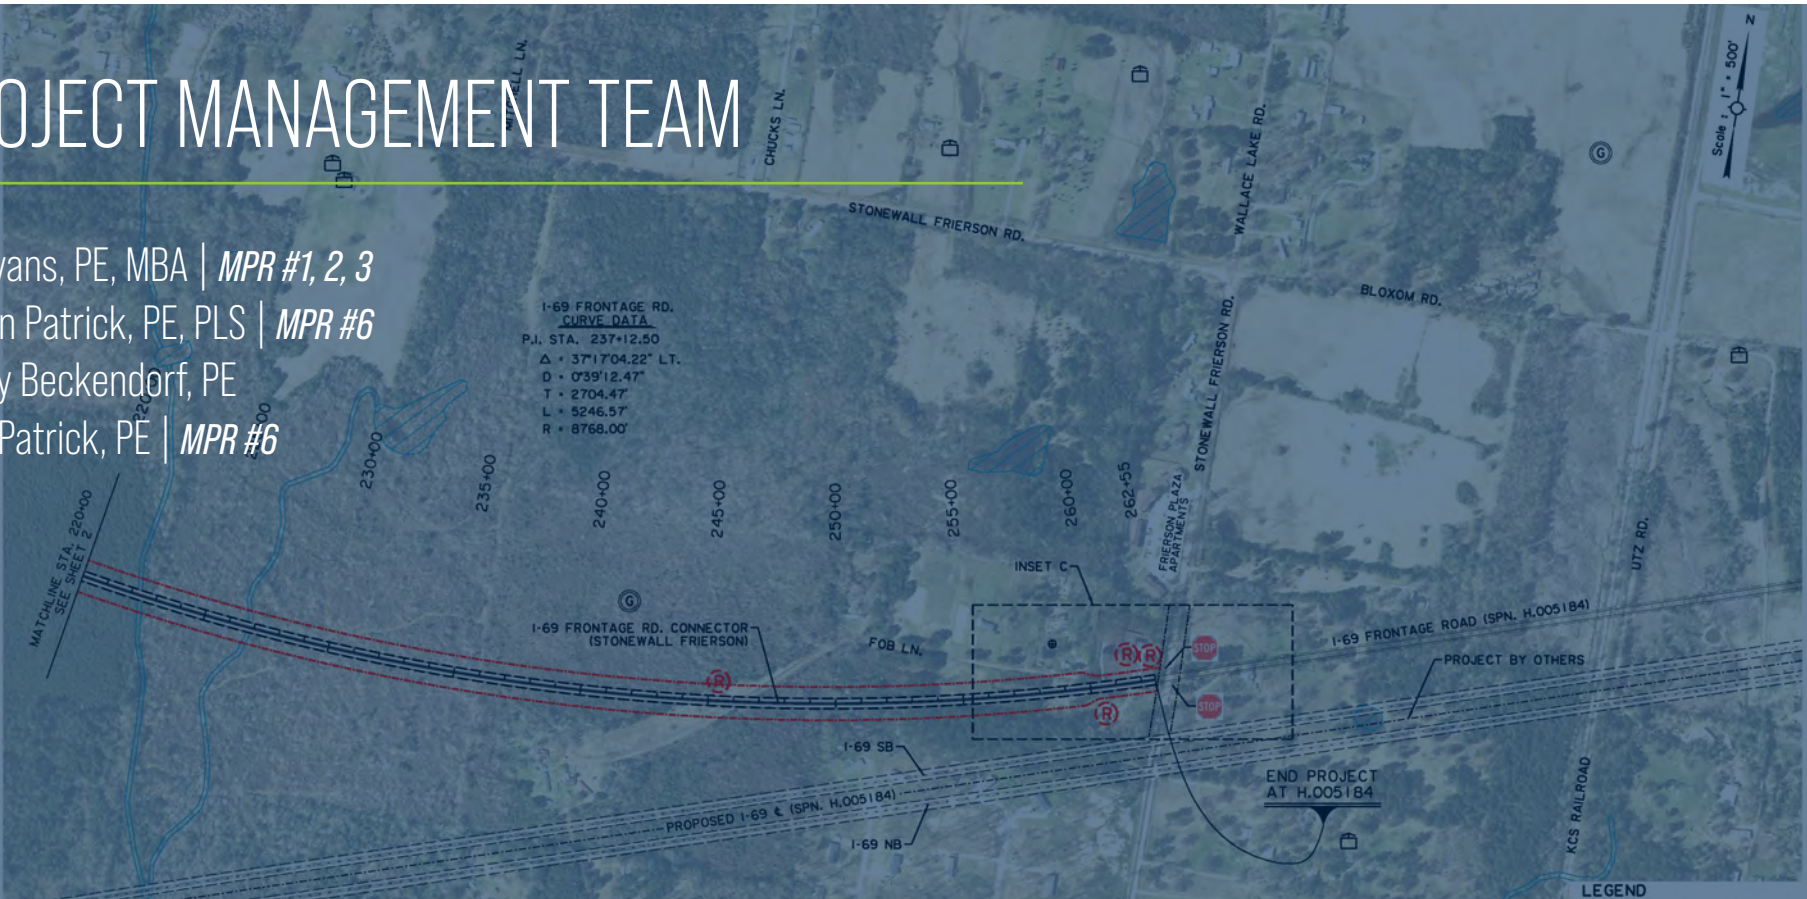 OJECT MANAGEMENT TEAM
vans, PE, MBA | MPR #1, 2, 3
n Patrick, PE, PLS | MPR #6
y Beckendorf, PE
Patrick, PE | MPR #6
CHUCKS LN.
WALLACE LAKE RD.
N
Scale : 1" = 500'
G
STONEWALL FRIERSON RD.
BLOXOM RD.
STONEWALL FRIERSON RD.
I-69 FRONTAGE RD.
CURVE DATA
P.I. STA. 237+12.50
Δ = 37°17'04.22" LT.
D = 0°39'12.47"
T = 2704.47'
L = 5246.57'
R = 8768.00'
230+00
235+00
240+00
245+00
250+00
255+00
260+00
262+55
FRIERSON PLAZA
APARTMENTS
UTZ RD.
MATCHLINE STA. 220+00
SEE SHEET 2
INSET C
G
I-69 FRONTAGE RD. CONNECTOR
(STONEWALL FRIERSON)
FOB LN.
R
R
R
R
STOP
STOP
I-69 FRONTAGE ROAD (SPN. H.005184)
PROJECT BY OTHERS
I-69 SB
PROPOSED I-69 ℄ (SPN. H.005184)
I-69 NB
END PROJECT
AT H.005184
KCS RAILROAD
LEGEND